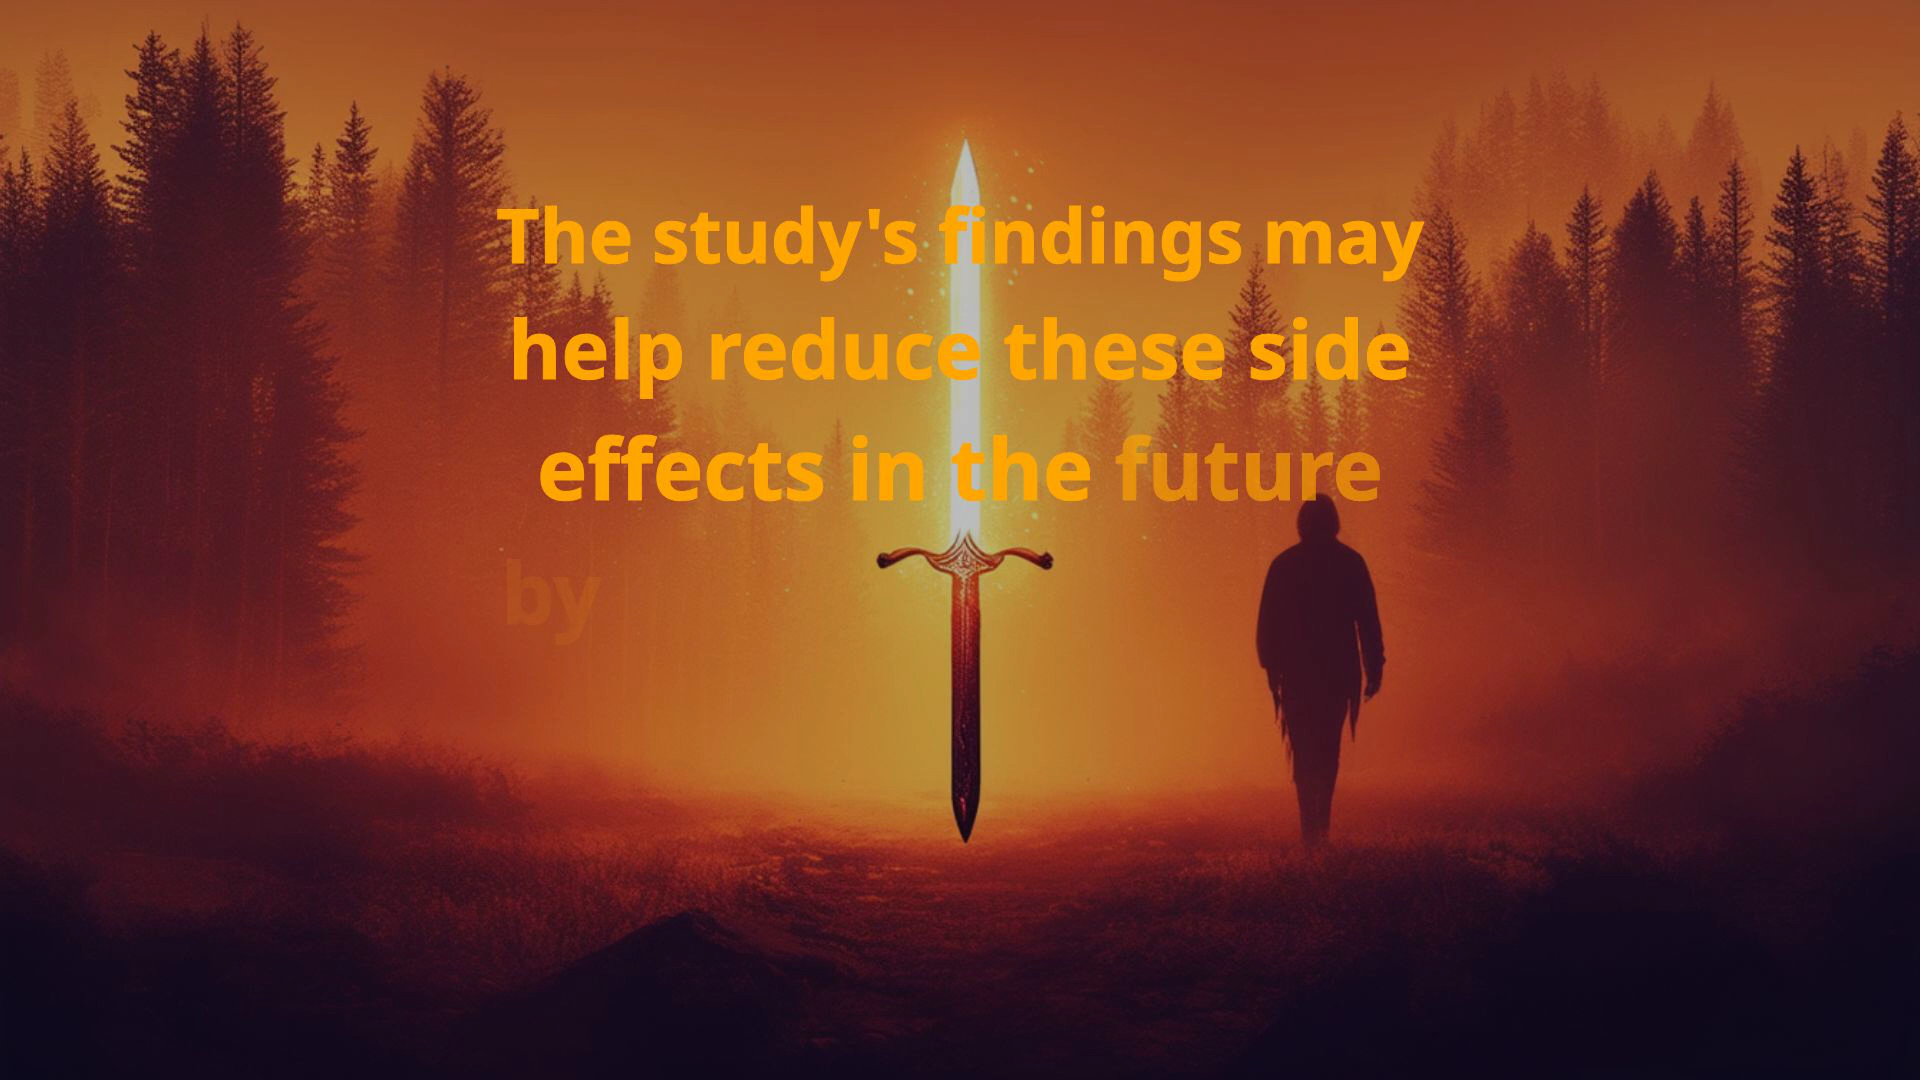 The study's findings may
help reduce these side
effects in the future
by